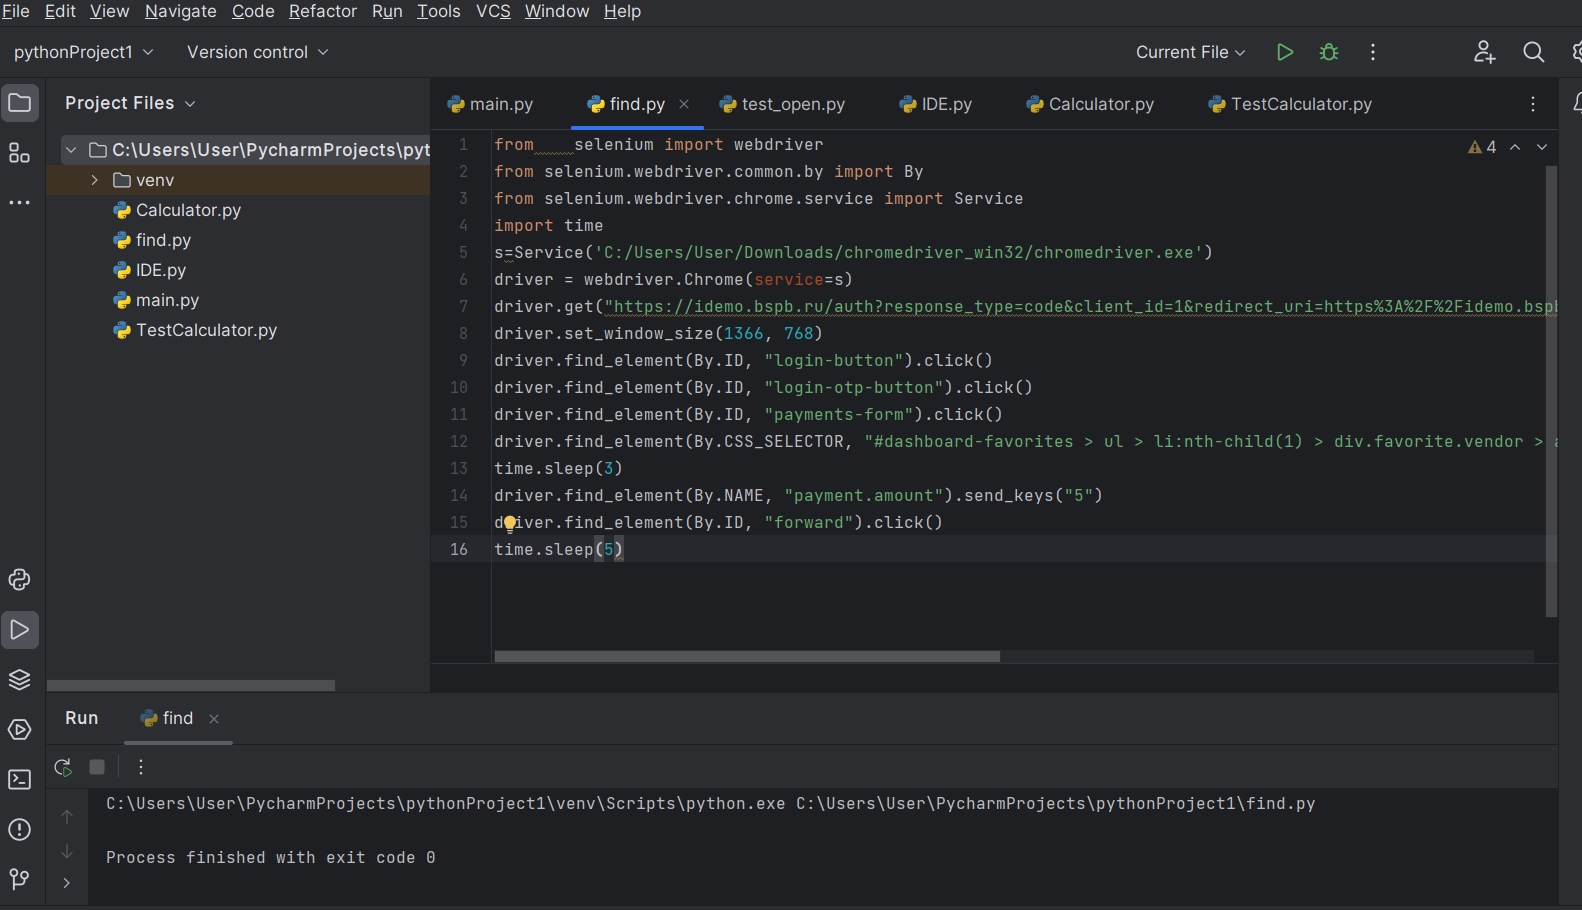 File Edit View Navigate Code Refactor Run Tools VCS Window Help
pythonProject1 Version control Current File
Project Files
C:\Users\User\PycharmProjects\pyt
venv
Calculator.py
find.py
IDE.py
main.py
TestCalculator.py
main.py find.py test_open.py IDE.py Calculator.py TestCalculator.py
4
1 from    selenium import webdriver
2 from selenium.webdriver.common.by import By
3 from selenium.webdriver.chrome.service import Service
4 import time
5 s=Service('C:/Users/User/Downloads/chromedriver_win32/chromedriver.exe')
6 driver = webdriver.Chrome(service=s)
7 driver.get("https://idemo.bspb.ru/auth?response_type=code&client_id=1&redirect_uri=https%3A%2F%2Fidemo.bspb
8 driver.set_window_size(1366, 768)
9 driver.find_element(By.ID, "login-button").click()
10 driver.find_element(By.ID, "login-otp-button").click()
11 driver.find_element(By.ID, "payments-form").click()
12 driver.find_element(By.CSS_SELECTOR, "#dashboard-favorites > ul > li:nth-child(1) > div.favorite.vendor > a
13 time.sleep(3)
14 driver.find_element(By.NAME, "payment.amount").send_keys("5")
15 driver.find_element(By.ID, "forward").click()
16 time.sleep(5)
Run find
C:\Users\User\PycharmProjects\pythonProject1\venv\Scripts\python.exe C:\Users\User\PycharmProjects\pythonProject1\find.py
Process finished with exit code 0